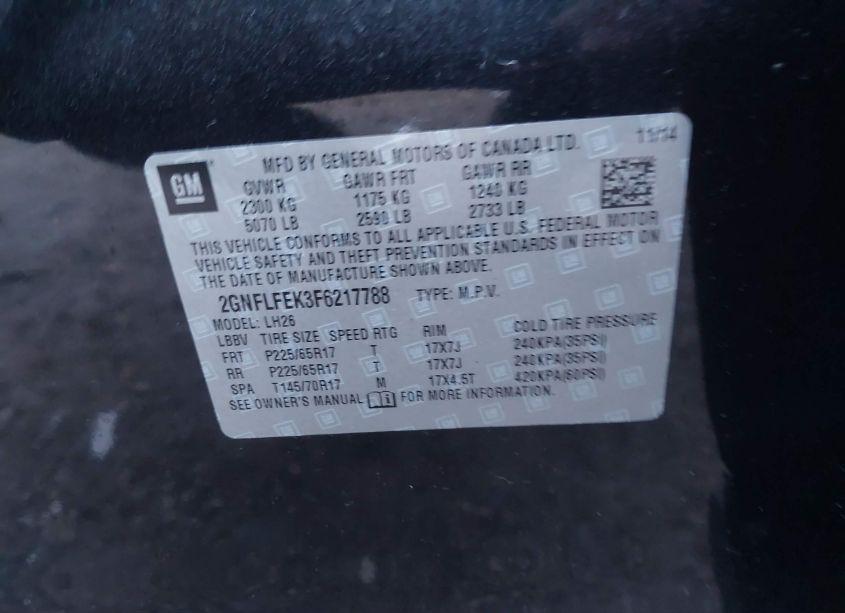 GM
MFD BY GENERAL MOTORS OF CANADA LTD. 11/14
GVWR GAWR FRT GAWR RR
2300 KG 1175 KG 1240 KG
5070 LB 2590 LB 2733 LB
THIS VEHICLE CONFORMS TO ALL APPLICABLE U.S. FEDERAL MOTOR
VEHICLE SAFETY AND THEFT PREVENTION STANDARDS IN EFFECT ON
THE DATE OF MANUFACTURE SHOWN ABOVE.
2GNFLFEK3F6217788 TYPE: M.P.V.
MODEL: LH26
LBBV TIRE SIZE SPEED RTG RIM COLD TIRE PRESSURE
FRT P225/65R17 T 17X7J 240KPA(35PSI)
RR P225/65R17 T 17X7J 240KPA(35PSI)
SPA T145/70R17 M 17X4.5T 420KPA(60PSI)
SEE OWNER'S MANUAL FOR MORE INFORMATION.